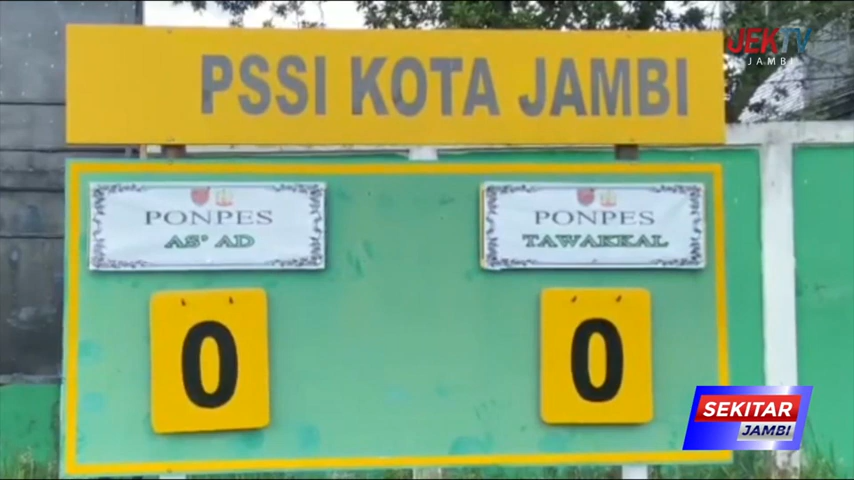 JEKTV
JAMBI
PSSI KOTA JAMBI
PONPES
AS' AD
PONPES
TAWAKKAL
0
0
SEKITAR
JAMBI